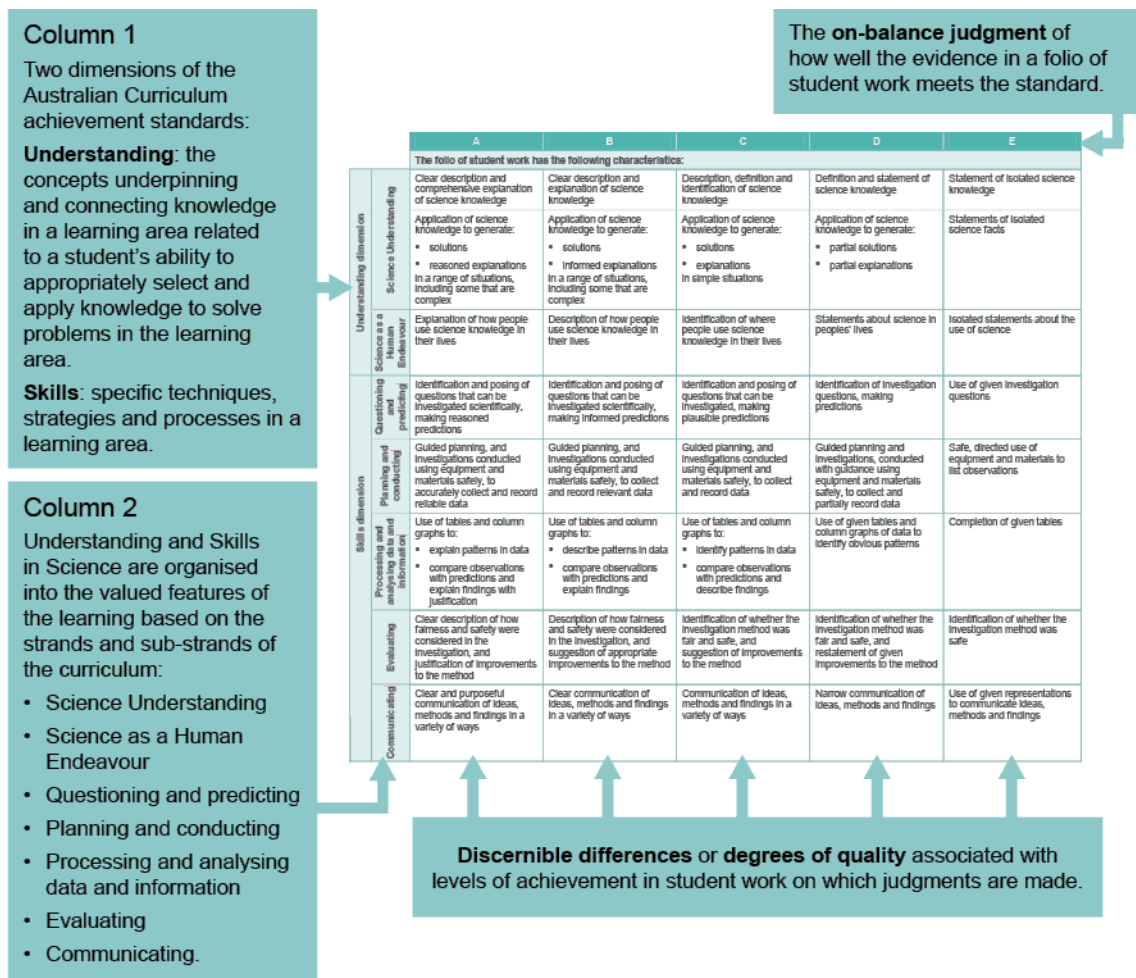 Column 1
Two dimensions of the
Australian Curriculum
achievement standards:
Understanding: the
concepts underpinning
and connecting knowledge
in a learning area related
to a student's ability to
appropriately select and
apply knowledge to solve
problems in the learning
area.
Skills: specific techniques,
strategies and processes in a
learning area.
Column 2
Understanding and Skills
in Science are organised
into the valued features of
the learning based on the
strands and sub-strands of
the curriculum:
• Science Understanding
• Science as a Human
Endeavour
• Questioning and predicting
• Planning and conducting
• Processing and analysing
data and information
• Evaluating
• Communicating.
The on-balance judgment of
how well the evidence in a folio of
student work meets the standard.
A
B
C
D
E
The folio of student work has the following characteristics:
Understanding dimension
Science Understanding
Clear description and
comprehensive explanation
of science knowledge
Clear description and
explanation of science
knowledge
Description, definition and
identification of science
knowledge
Definition and statement of
science knowledge
Statement of isolated science
knowledge
Application of science
knowledge to generate:
▪ solutions
▪ reasoned explanations
in a range of situations,
including some that are
complex
Application of science
knowledge to generate:
▪ solutions
▪ informed explanations
in a range of situations,
including some that are
complex
Application of science
knowledge to generate:
▪ solutions
▪ explanations
in simple situations
Application of science
knowledge to generate:
▪ partial solutions
▪ partial explanations
Statements of isolated
science facts
Science as a
Human
Endeavour
Explanation of how people
use science knowledge in
their lives
Description of how people
use science knowledge in
their lives
Identification of where
people use science
knowledge in their lives
Statements about science in
peoples' lives
Isolated statements about the
use of science
Skills dimension
Questioning
and
predicting
Identification and posing of
questions that can be
investigated scientifically,
making reasoned
predictions
Identification and posing of
questions that can be
investigated scientifically,
making informed predictions
Identification and posing of
questions that can be
investigated, making
plausible predictions
Identification of investigation
questions, making
predictions
Use of given investigation
questions
Planning and
conducting
Guided planning, and
investigations conducted
using equipment and
materials safely, to
accurately collect and record
reliable data
Guided planning, and
investigations conducted
using equipment and
materials safely, to collect
and record relevant data
Guided planning, and
investigations conducted
using equipment and
materials safely, to collect
and record data
Guided planning and
investigations, conducted
with guidance using
equipment and materials
safely, to collect and
partially record data
Safe, directed use of
equipment and materials to
list observations
Processing and
analysing data and
information
Use of tables and column
graphs to:
▪ explain patterns in data
▪ compare observations
with predictions and
explain findings with
justification
Use of tables and column
graphs to:
▪ describe patterns in data
▪ compare observations
with predictions and
explain findings
Use of tables and column
graphs to:
▪ identify patterns in data
▪ compare observations
with predictions and
describe findings
Use of given tables and
column graphs of data to
identify obvious patterns
Completion of given tables
Evaluating
Clear description of how
fairness and safety were
considered in the
investigation, and
justification of improvements
to the method
Description of how fairness
and safety were considered
in the investigation, and
suggestion of appropriate
improvements to the method
Identification of whether the
investigation method was
fair and safe, and
suggestion of improvements
to the method
Identification of whether the
investigation method was
fair and safe, and
restatement of given
improvements to the method
Identification of whether the
investigation method was
safe
Communicating
Clear and purposeful
communication of ideas,
methods and findings in a
variety of ways
Clear communication of
ideas, methods and findings
in a variety of ways
Communication of ideas,
methods and findings in a
variety of ways
Narrow communication of
ideas, methods and findings
Use of given representations
to communicate ideas,
methods and findings
Discernible differences or degrees of quality associated with
levels of achievement in student work on which judgments are made.